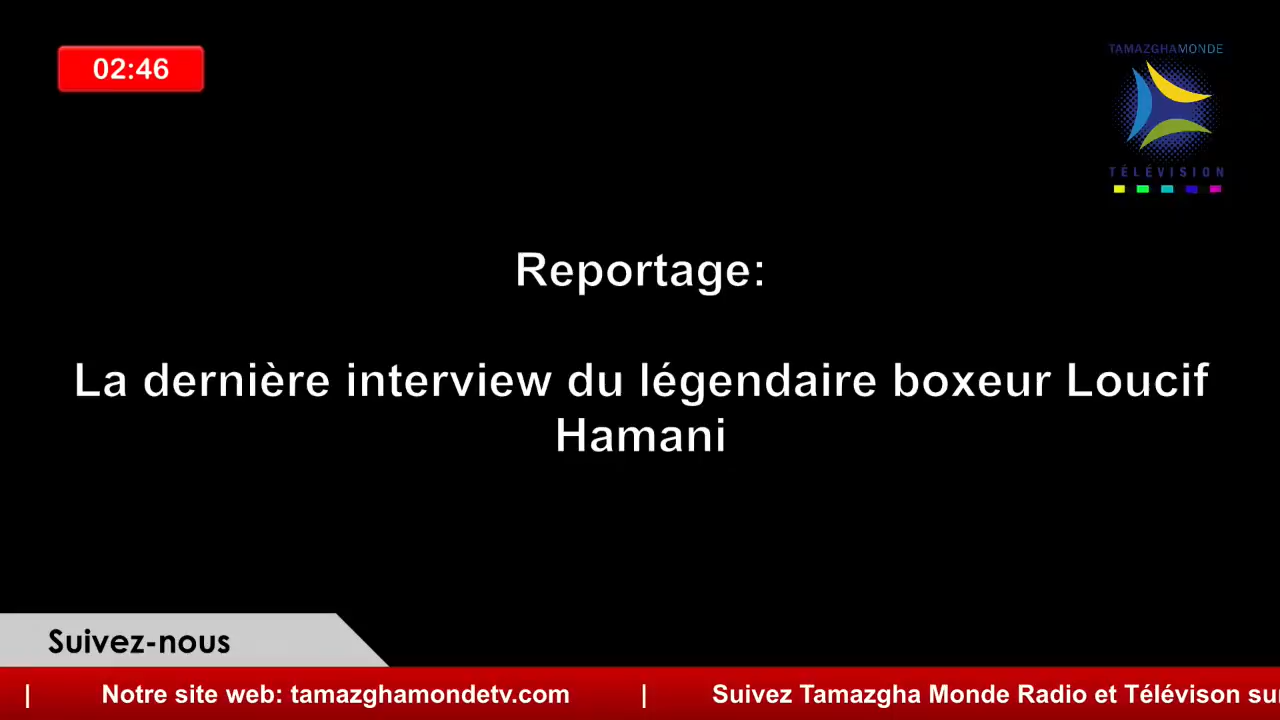 02:46
TAMAZGHAMONDE
TÉLÉVISION
Reportage:
La dernière interview du légendaire boxeur Loucif
Hamani
Suivez-nous
| Notre site web: tamazghamondetv.com | Suivez Tamazgha Monde Radio et Télévison sur